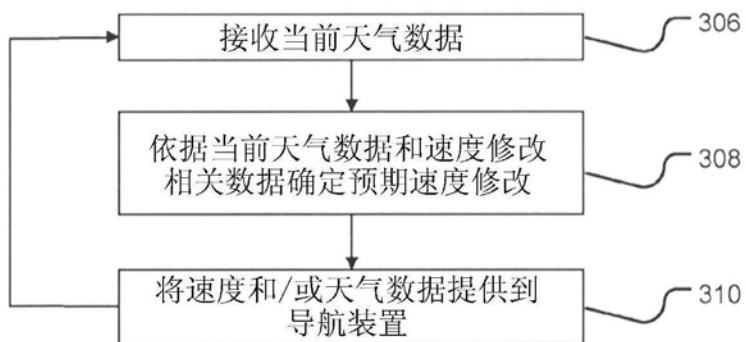 接收当前天气数据
306
依据当前天气数据和速度修改
相关数据确定预期速度修改
308
将速度和/或天气数据提供到
导航装置
310